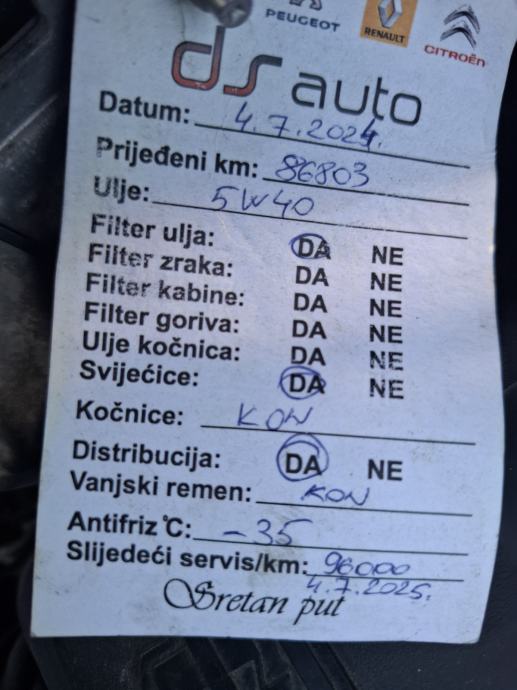 PEUGEOT RENAULT CITROËN
ds auto
Datum: 4.7.2024.
Prijeđeni km: 86803
Ulje: 5W40
Filter ulja: DA NE
Filter zraka: DA NE
Filter kabine: DA NE
Filter goriva: DA NE
Ulje kočnica: DA NE
Svijećice: DA NE
Kočnice: KON
Distribucija: DA NE
Vanjski remen: KON
Antifriz °C: -35
Slijedeći servis/km: 96000
4.7.2025.
Sretan put